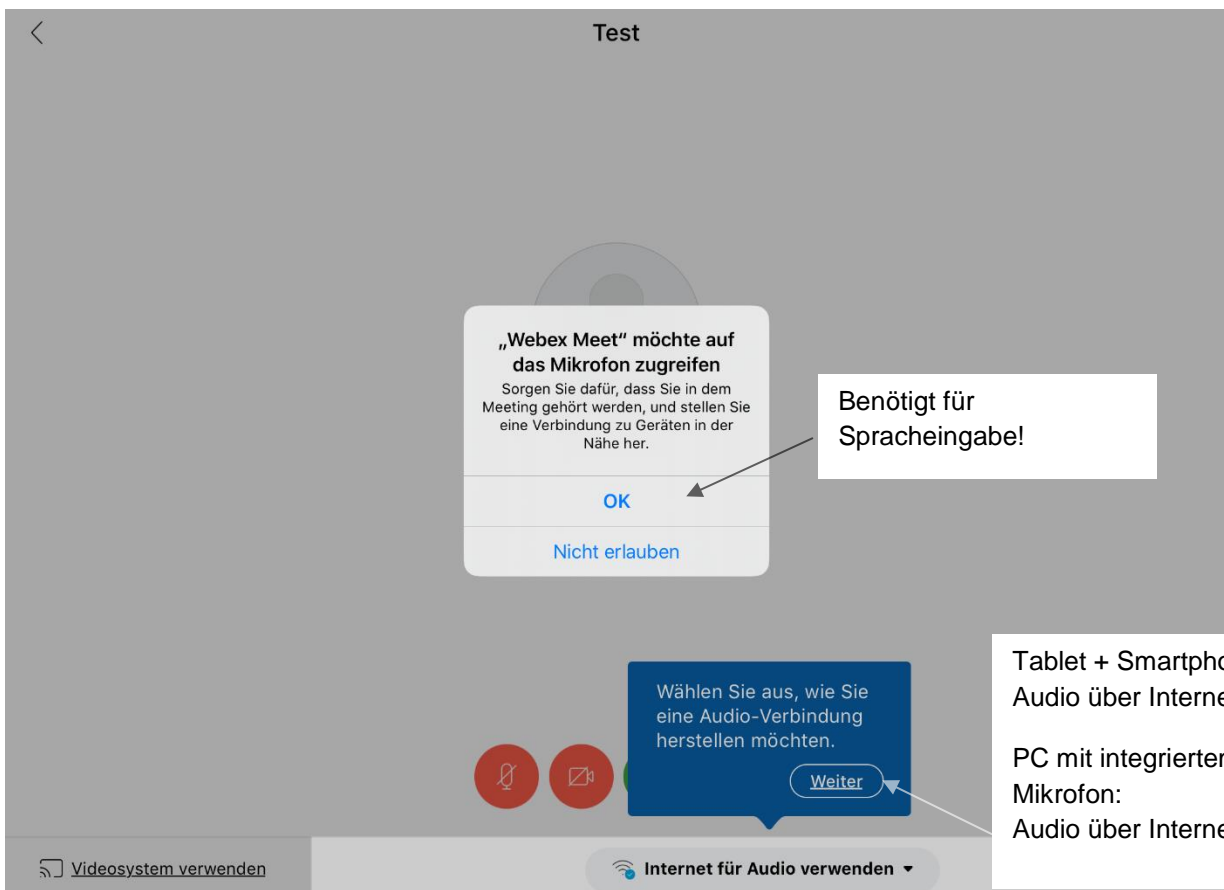 Test
„Webex Meet“ möchte auf
das Mikrofon zugreifen
Sorgen Sie dafür, dass Sie in dem
Meeting gehört werden, und stellen Sie
eine Verbindung zu Geräten in der
Nähe her.
OK
Nicht erlauben
Benötigt für
Spracheingabe!
Wählen Sie aus, wie Sie
eine Audio-Verbindung
herstellen möchten.
Weiter
Tablet +
Audio über
PC mit
Mikrofon:
Audio über
Videosystem verwenden
Internet für Audio verwenden